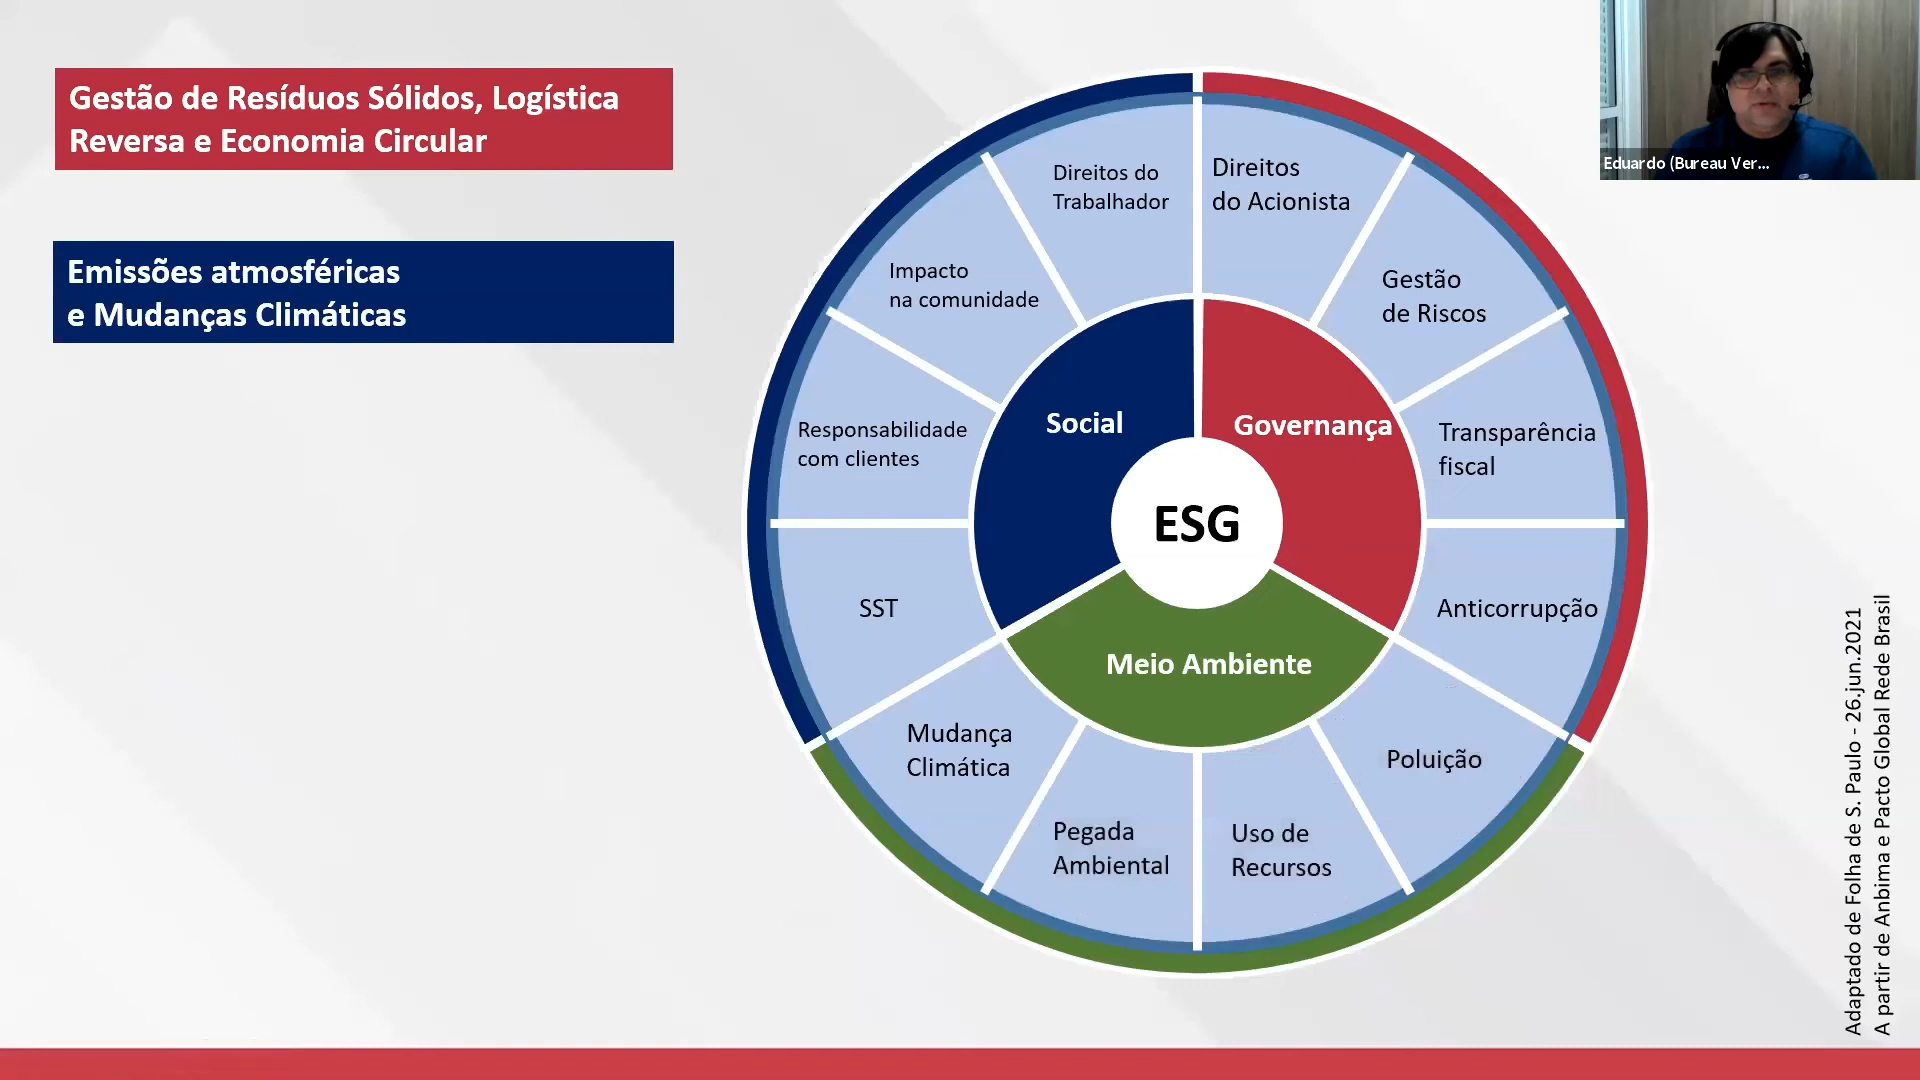 Gestão de Resíduos Sólidos, Logística
Reversa e Economia Circular
Emissões atmosféricas
e Mudanças Climáticas
Direitos do
Trabalhador
Direitos
do Acionista
Impacto
na comunidade
Gestão
de Riscos
Responsabilidade
com clientes
Social
Governança
Transparência
fiscal
ESG
SST
Anticorrupção
Meio Ambiente
Mudança
Climática
Poluição
Pegada
Ambiental
Uso de
Recursos
Eduardo (Bureau Ver...
Adaptado de Folha de S. Paulo - 26.jun.2021
A partir de Anbima e Pacto Global Rede Brasil